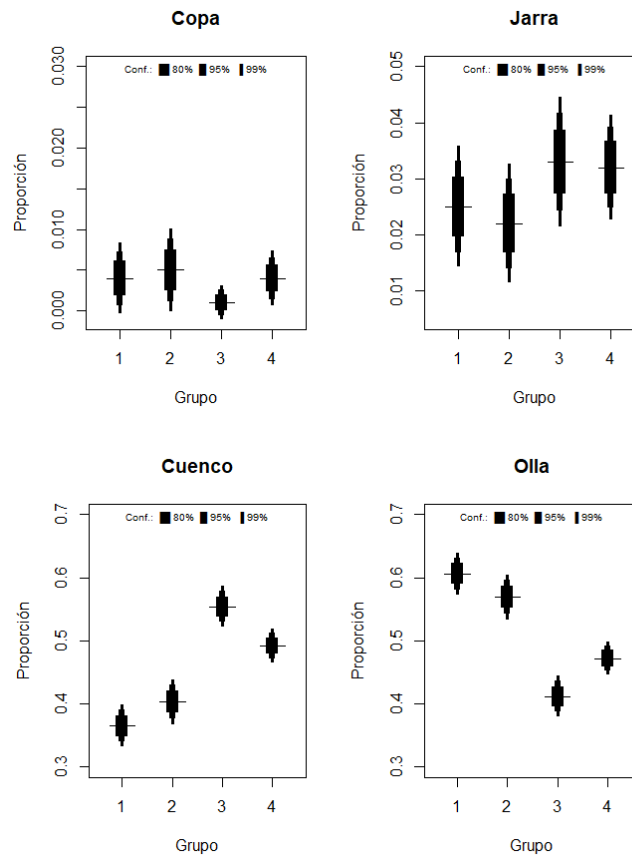 Copa
Conf.: 80% 95% 99%
Proporción
0.030
0.020
0.010
0.000
1 2 3 4
Grupo
Jarra
Conf.: 80% 95% 99%
Proporción
0.05
0.04
0.03
0.02
0.01
1 2 3 4
Grupo
Cuenco
Conf.: 80% 95% 99%
Proporción
0.7
0.6
0.5
0.4
0.3
1 2 3 4
Grupo
Olla
Conf.: 80% 95% 99%
Proporción
0.7
0.6
0.5
0.4
0.3
1 2 3 4
Grupo